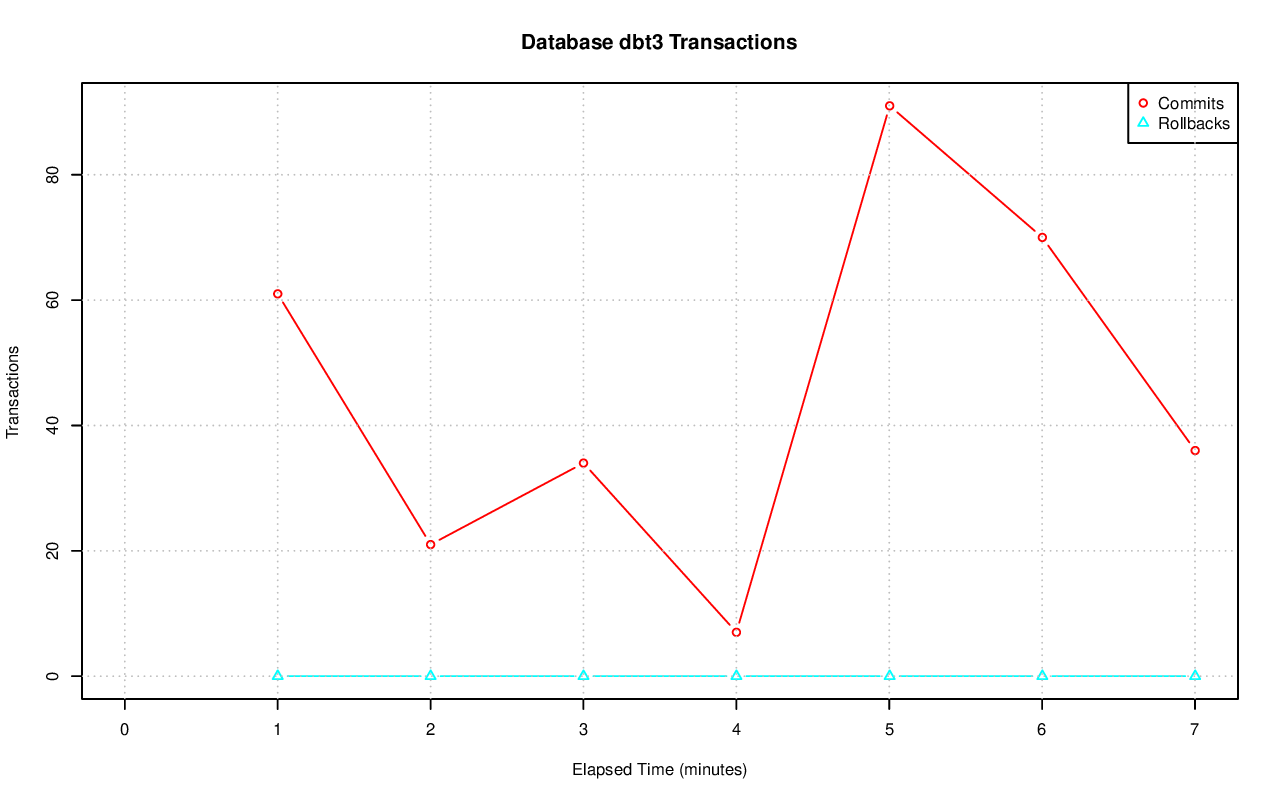 Database dbt3 Transactions
Commits
Rollbacks
80
60
40
20
0
Transactions
0 1 2 3 4 5 6 7
Elapsed Time (minutes)